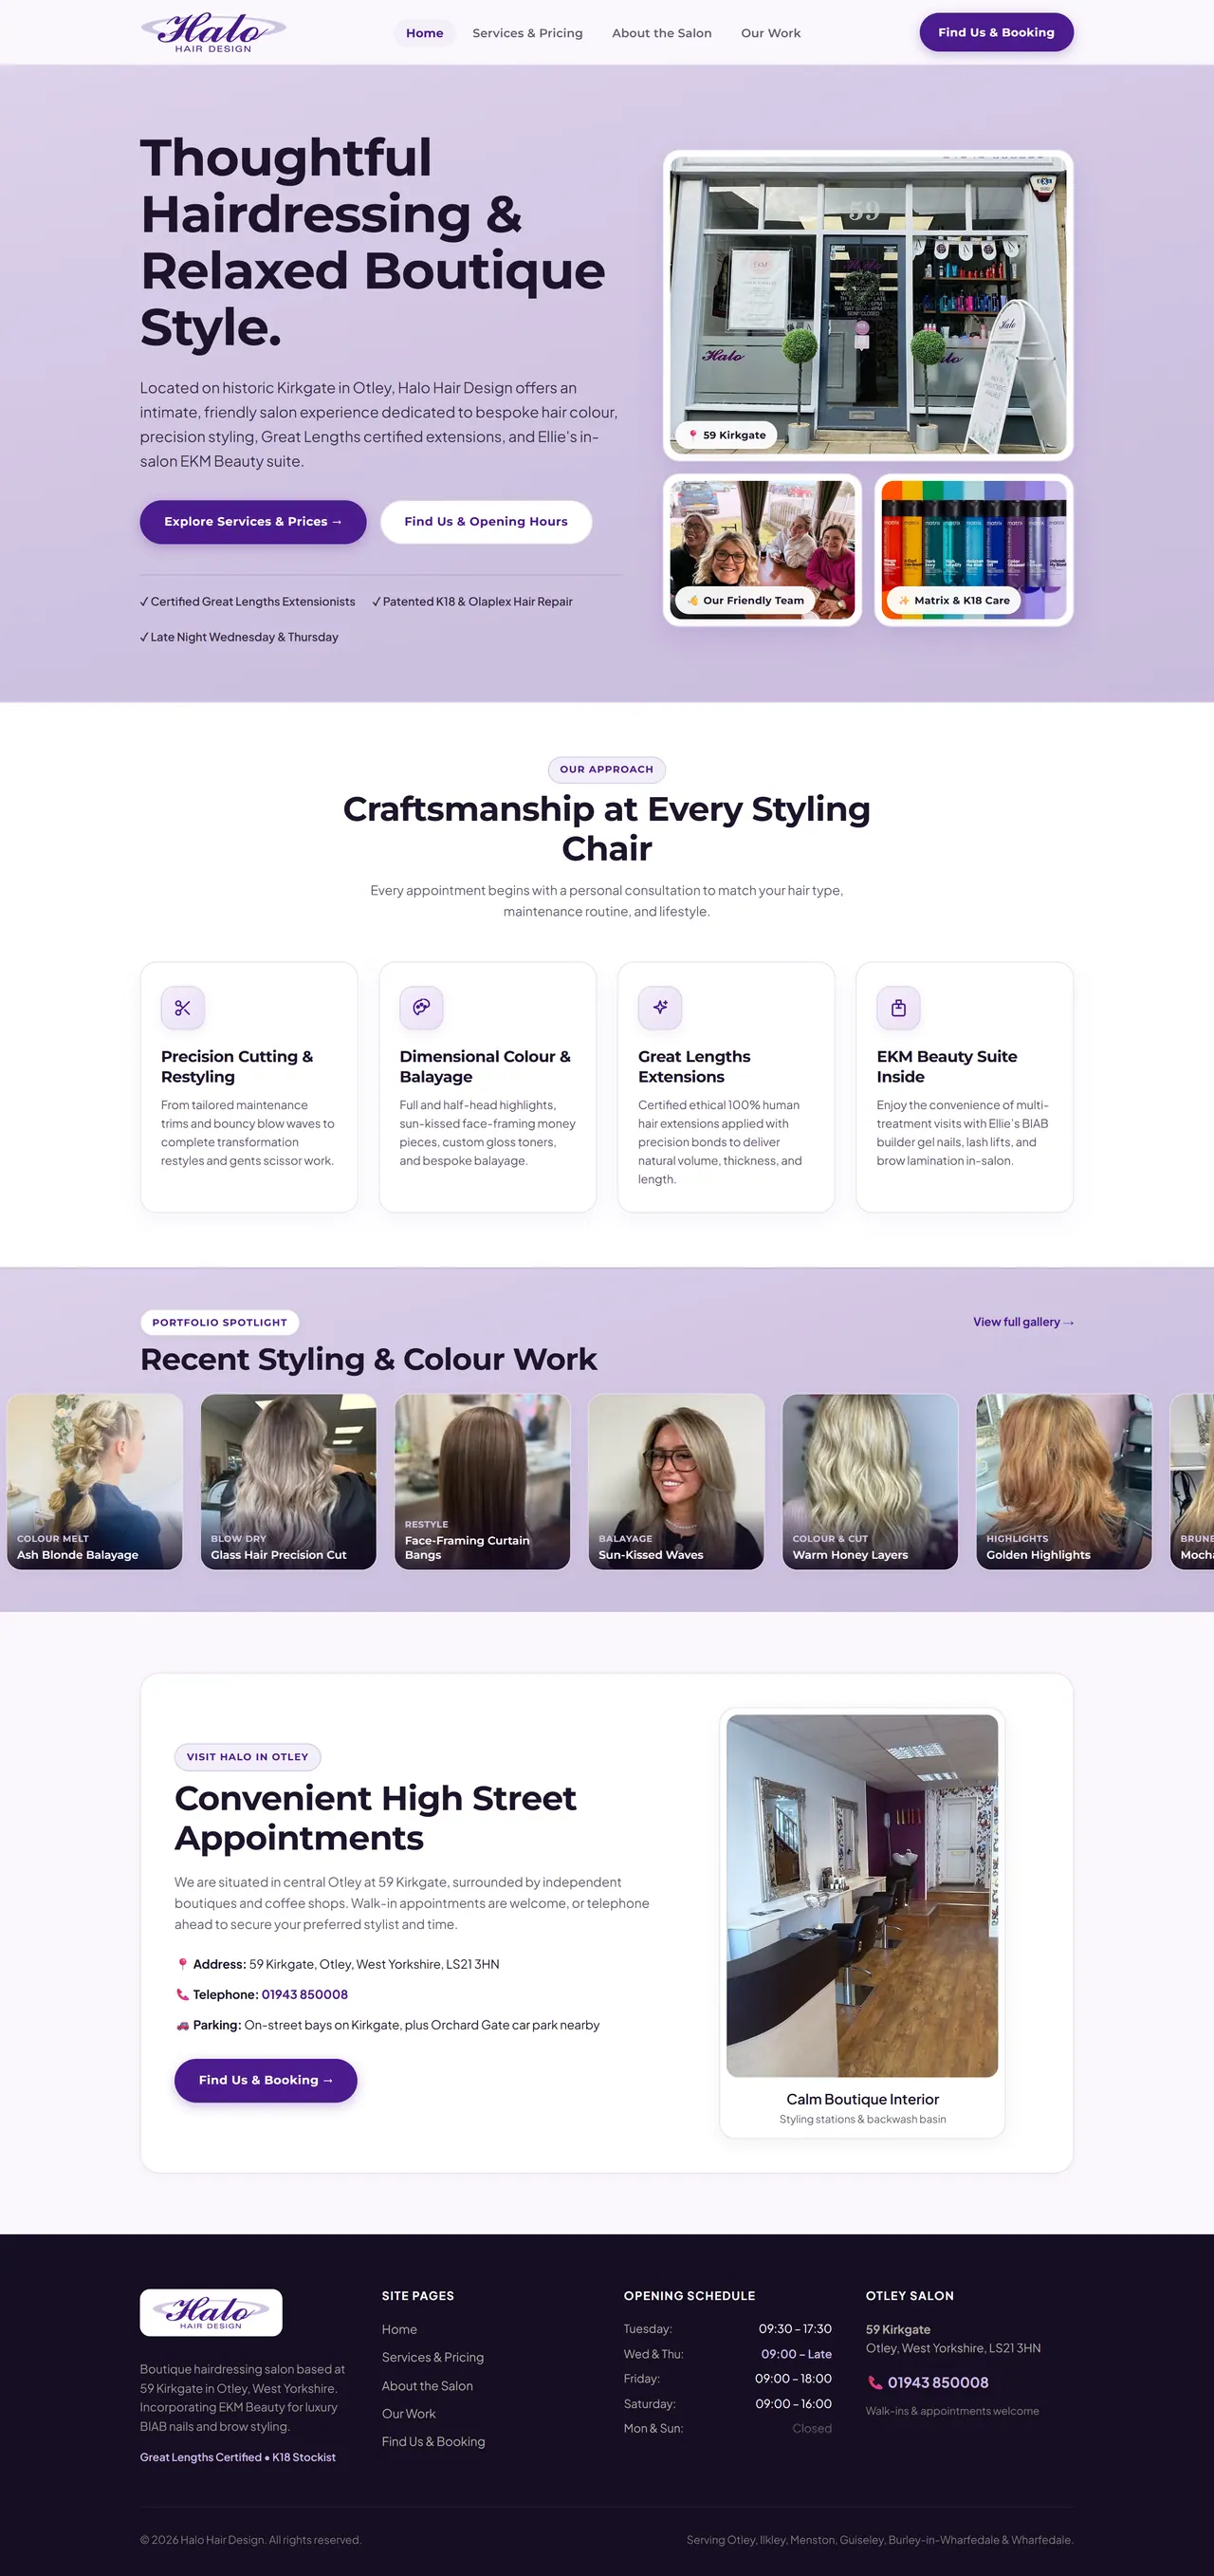 Halo
HAIR DESIGN
Home
Services & Pricing
About the Salon
Our Work
Find Us & Booking
Thoughtful
Hairdressing &
Relaxed Boutique
Style.
Located on historic Kirkgate in Otley, Halo Hair Design offers an
intimate, friendly salon experience dedicated to bespoke hair colour,
precision styling, Great Lengths certified extensions, and Ellie's in-
salon EKM Beauty suite.
Explore Services & Prices →
Find Us & Opening Hours
✓ Certified Great Lengths Extensionists
✓ Patented K18 & Olaplex Hair Repair
✓ Late Night Wednesday & Thursday
59
Halo
Halo
📍 59 Kirkgate
👋 Our Friendly Team
matrix
✨ Matrix & K18 Care
OUR APPROACH
Craftsmanship at Every Styling
Chair
Every appointment begins with a personal consultation to match your hair type,
maintenance routine, and lifestyle.
Precision Cutting &
Restyling
From tailored maintenance
trims and bouncy blow waves to
complete transformation
restyles and gents scissor work.
Dimensional Colour &
Balayage
Full and half-head highlights,
sun-kissed face-framing money
pieces, custom gloss toners,
and bespoke balayage.
Great Lengths
Extensions
Certified ethical 100% human
hair extensions applied with
precision bonds to deliver
natural volume, thickness, and
length.
EKM Beauty Suite
Inside
Enjoy the convenience of multi-
treatment visits with Ellie's BIAB
builder gel nails, lash lifts, and
brow lamination in-salon.
PORTFOLIO SPOTLIGHT
View full gallery →
Recent Styling & Colour Work
COLOUR MELT
Ash Blonde Balayage
BLOW DRY
Glass Hair Precision Cut
RESTYLE
Face-Framing Curtain
Bangs
BALAYAGE
Sun-Kissed Waves
COLOUR & CUT
Warm Honey Layers
HIGHLIGHTS
Golden Highlights
BRUNE
Mocha
VISIT HALO IN OTLEY
Convenient High Street
Appointments
We are situated in central Otley at 59 Kirkgate, surrounded by independent
boutiques and coffee shops. Walk-in appointments are welcome, or telephone
ahead to secure your preferred stylist and time.
📍 Address: 59 Kirkgate, Otley, West Yorkshire, LS21 3HN
📞 Telephone: 01943 850008
🚗 Parking: On-street bays on Kirkgate, plus Orchard Gate car park nearby
Find Us & Booking →
Calm Boutique Interior
Styling stations & backwash basin
Halo
HAIR DESIGN
Boutique hairdressing salon based at
59 Kirkgate in Otley, West Yorkshire.
Incorporating EKM Beauty for luxury
BIAB nails and brow styling.
Great Lengths Certified • K18 Stockist
SITE PAGES
Home
Services & Pricing
About the Salon
Our Work
Find Us & Booking
OPENING SCHEDULE
Tuesday: 09:30 – 17:30
Wed & Thu: 09:00 – Late
Friday: 09:00 – 18:00
Saturday: 09:00 – 16:00
Mon & Sun: Closed
OTLEY SALON
59 Kirkgate
Otley, West Yorkshire, LS21 3HN
📞 01943 850008
Walk-ins & appointments welcome
© 2026 Halo Hair Design. All rights reserved.
Serving Otley, Ilkley, Menston, Guiseley, Burley-in-Wharfedale & Wharfedale.